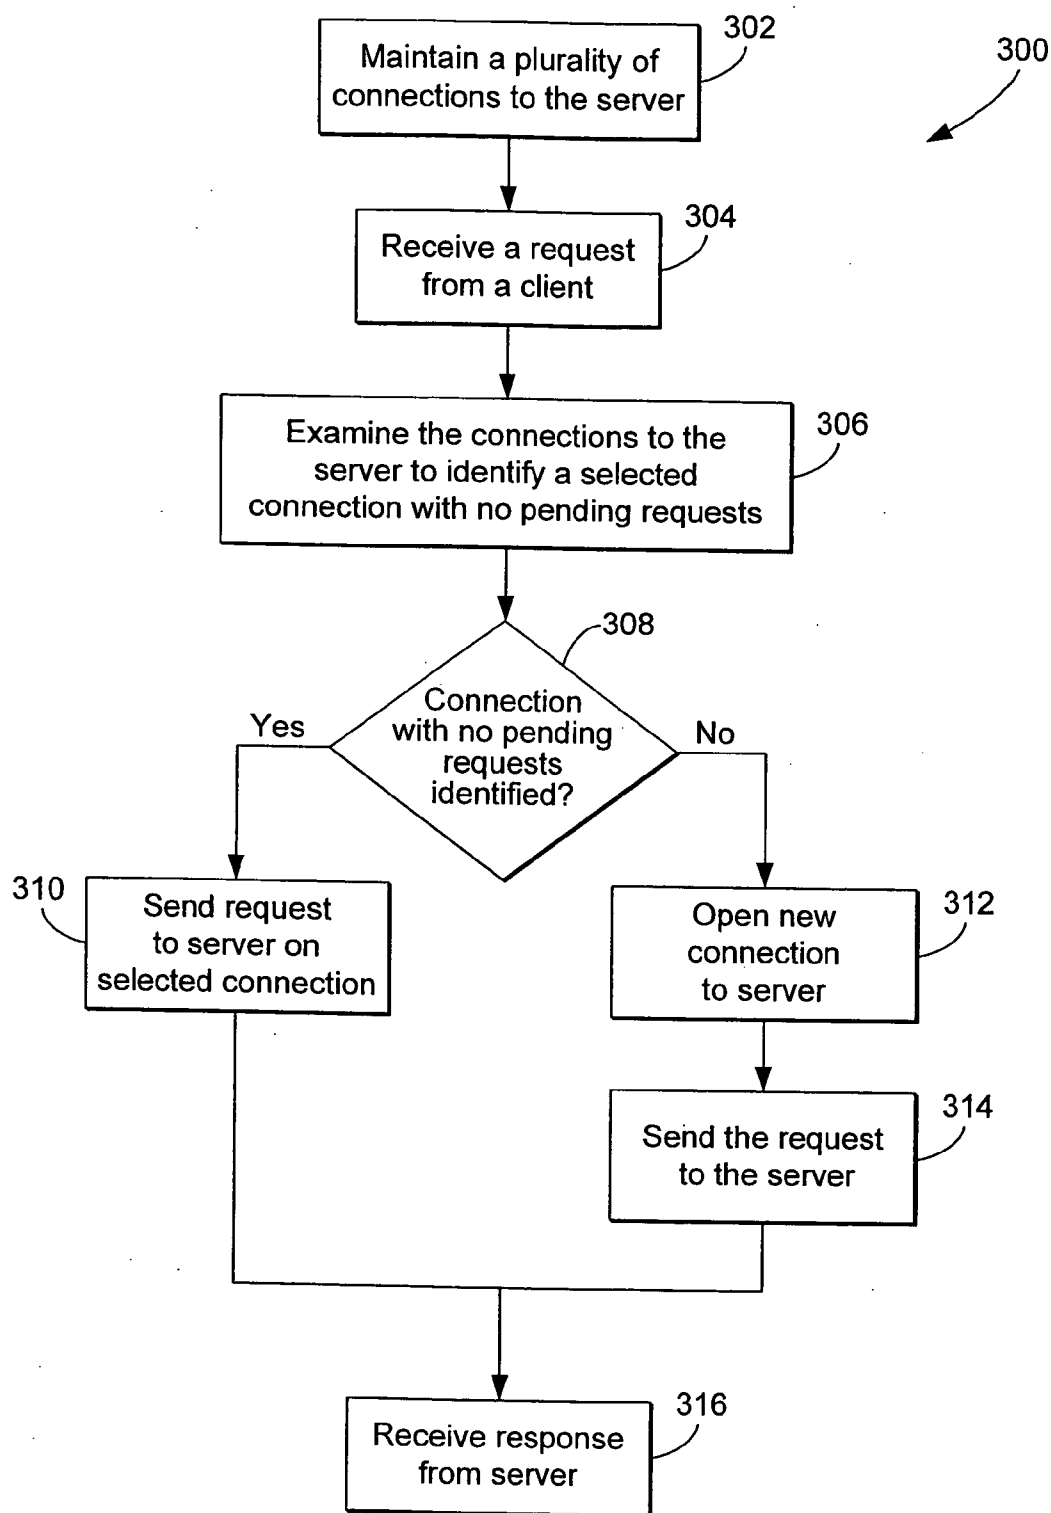 302
Maintain a plurality of
connections to the server
300
304
Receive a request
from a client
306
Examine the connections to the
server to identify a selected
connection with no pending requests
308
Connection
with no pending
requests
identified?
Yes
No
310
Send request
to server on
selected connection
312
Open new
connection
to server
314
Send the request
to the server
316
Receive response
from server